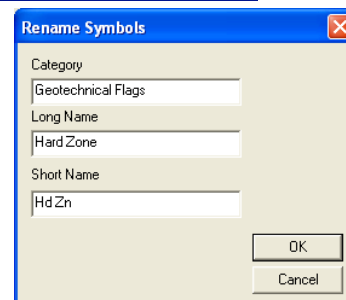 Rename Symbols
Category
Geotechnical Flags
Long Name
Hard Zone
Short Name
Hd Zn
OK
Cancel